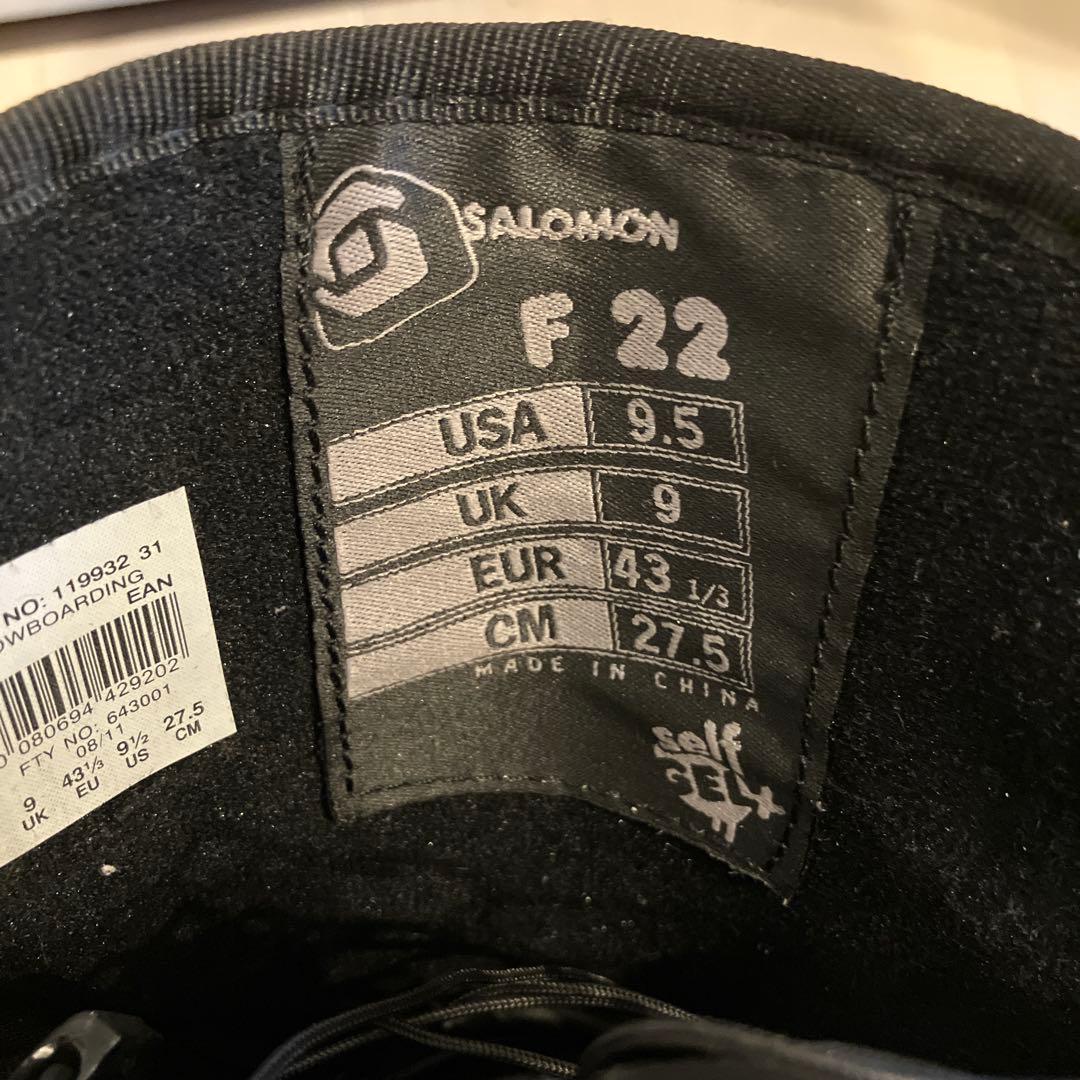 SALOMON
F 22
USA 9.5
UK 9
EUR 43 1/3
CM 27.5
MADE IN CHINA
self
NO: 119932 31
OWBOARDING
EAN
080694 429202
FTY NO: 643001
08/11
9 43 1/3 9 1/2 27.5
UK EU US CM